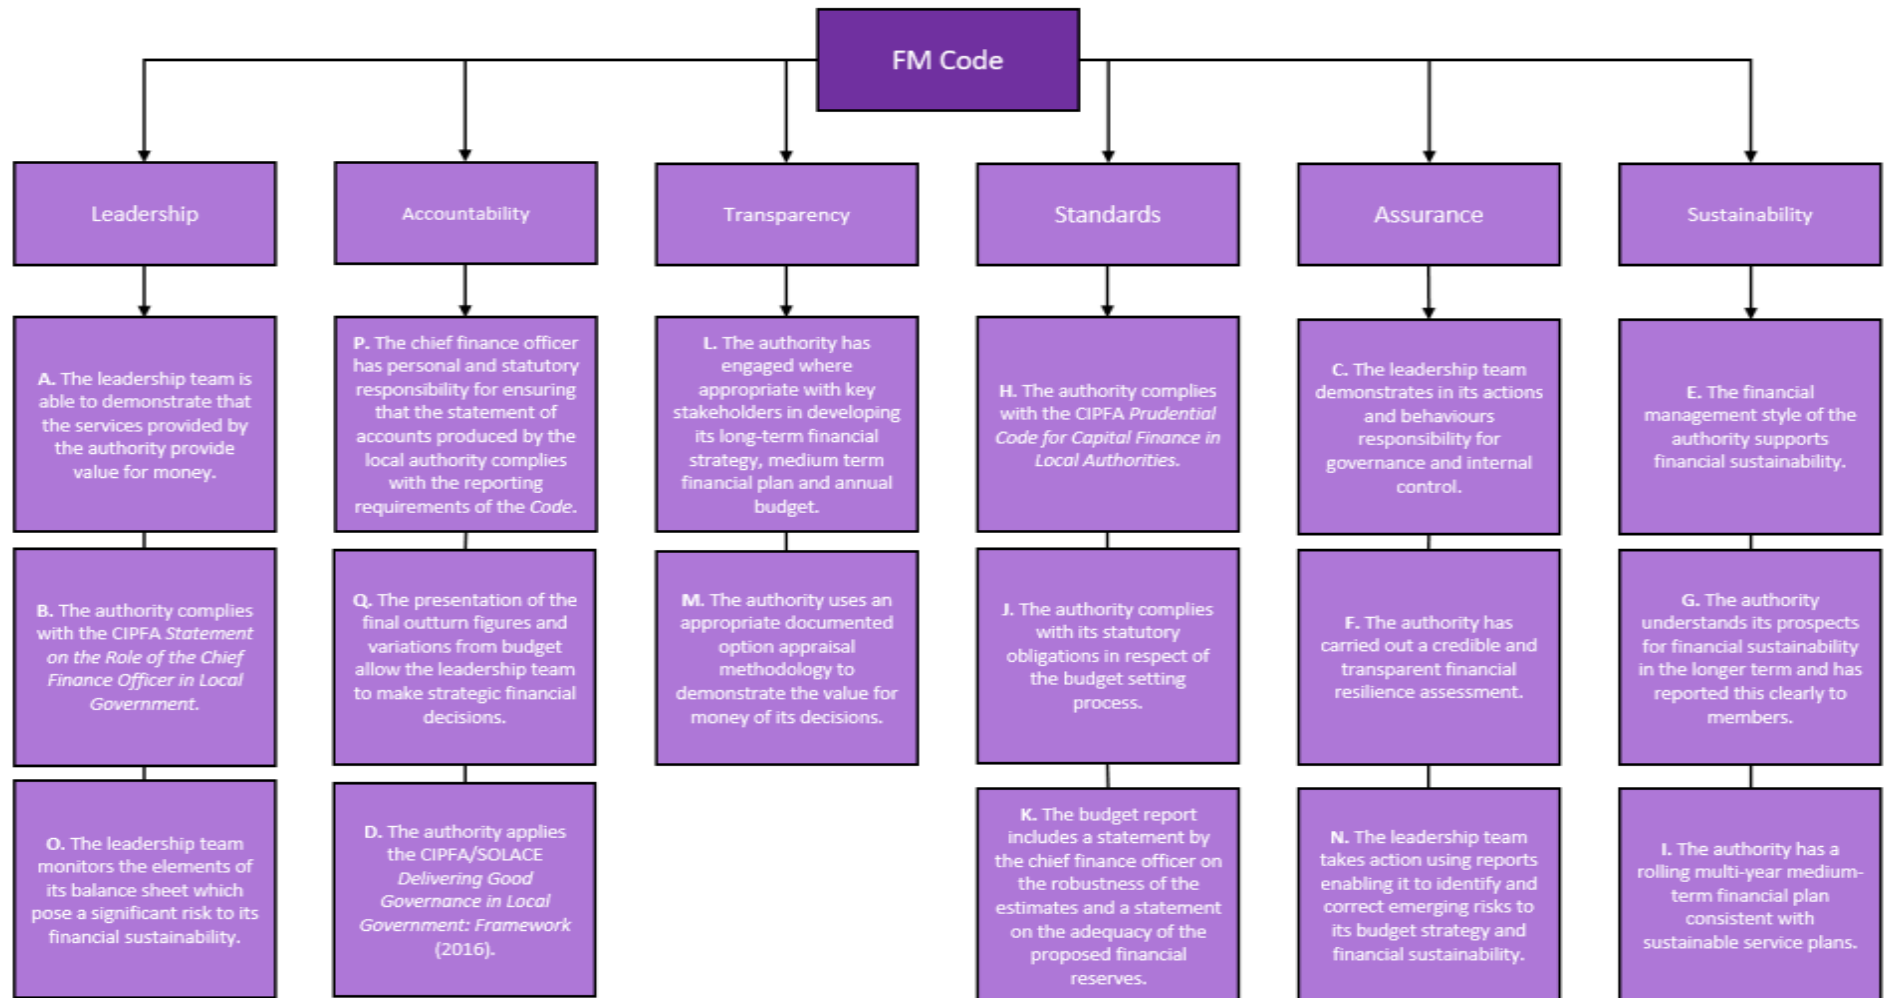 FM Code
Leadership
Accountability
Transparency
Standards
Assurance
Sustainability
A. The leadership team is
able to demonstrate that
the services provided by
the authority provide
value for money.
P. The chief finance officer
has personal and statutory
responsibility for ensuring
that the statement of
accounts produced by the
local authority complies
with the reporting
requirements of the Code.
L. The authority has
engaged where
appropriate with key
stakeholders in developing
its long-term financial
strategy, medium term
financial plan and annual
budget.
H. The authority complies
with the CIPFA Prudential
Code for Capital Finance in
Local Authorities.
C. The leadership team
demonstrates in its actions
and behaviours
responsibility for
governance and internal
control.
E. The financial
management style of the
authority supports
financial sustainability.
B. The authority complies
with the CIPFA Statement
on the Role of the Chief
Finance Officer in Local
Government.
Q. The presentation of the
final outturn figures and
variations from budget
allow the leadership team
to make strategic financial
decisions.
M. The authority uses an
appropriate documented
option appraisal
methodology to
demonstrate the value for
money of its decisions.
J. The authority complies
with its statutory
obligations in respect of
the budget setting
process.
F. The authority has
carried out a credible and
transparent financial
resilience assessment.
G. The authority
understands its prospects
for financial sustainability
in the longer term and has
reported this clearly to
members.
O. The leadership team
monitors the elements of
its balance sheet which
pose a significant risk to its
financial sustainability.
D. The authority applies
the CIPFA/SOLACE
Delivering Good
Governance in Local
Government: Framework
(2016).
K. The budget report
includes a statement by
the chief finance officer on
the robustness of the
estimates and a statement
on the adequacy of the
proposed financial
reserves.
N. The leadership team
takes action using reports
enabling it to identify and
correct emerging risks to
its budget strategy and
financial sustainability.
I. The authority has a
rolling multi-year medium-
term financial plan
consistent with
sustainable service plans.